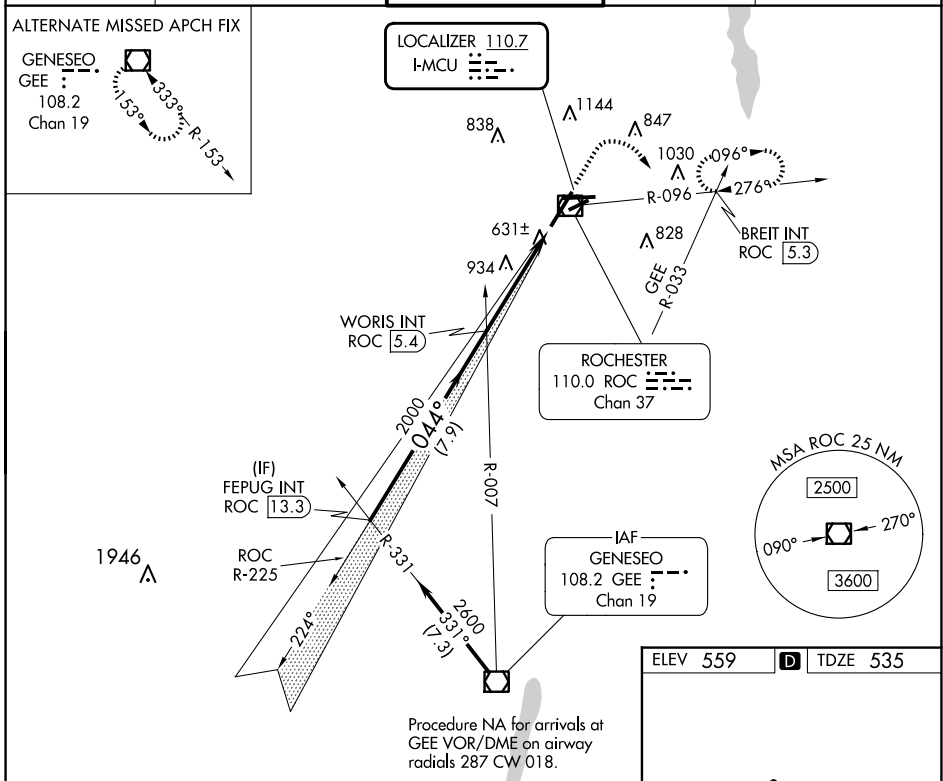 ALTERNATE MISSED APCH FIX
GENESEO
GEE
108.2
Chan 19
153°
333°
R-153
LOCALIZER 110.7
I-MCU
838
1144
847
1030
096°
R-096
276°
BREIT INT
ROC 5.3
631±
828
934
GEE
R-033
WORIS INT
ROC 5.4
ROCHESTER
110.0 ROC
Chan 37
2000
044°
(7.9)
R-007
(IF)
FEPUG INT
ROC 13.3
MSA ROC 25 NM
2500
090°
270°
3600
1946
ROC
R-225
R-331
IAF
GENESEO
108.2 GEE
Chan 19
224°
2600
331°
(7.3)
ELEV 559
D
TDZE 535
Procedure NA for arrivals at
GEE VOR/DME on airway
radials 287 CW 018.